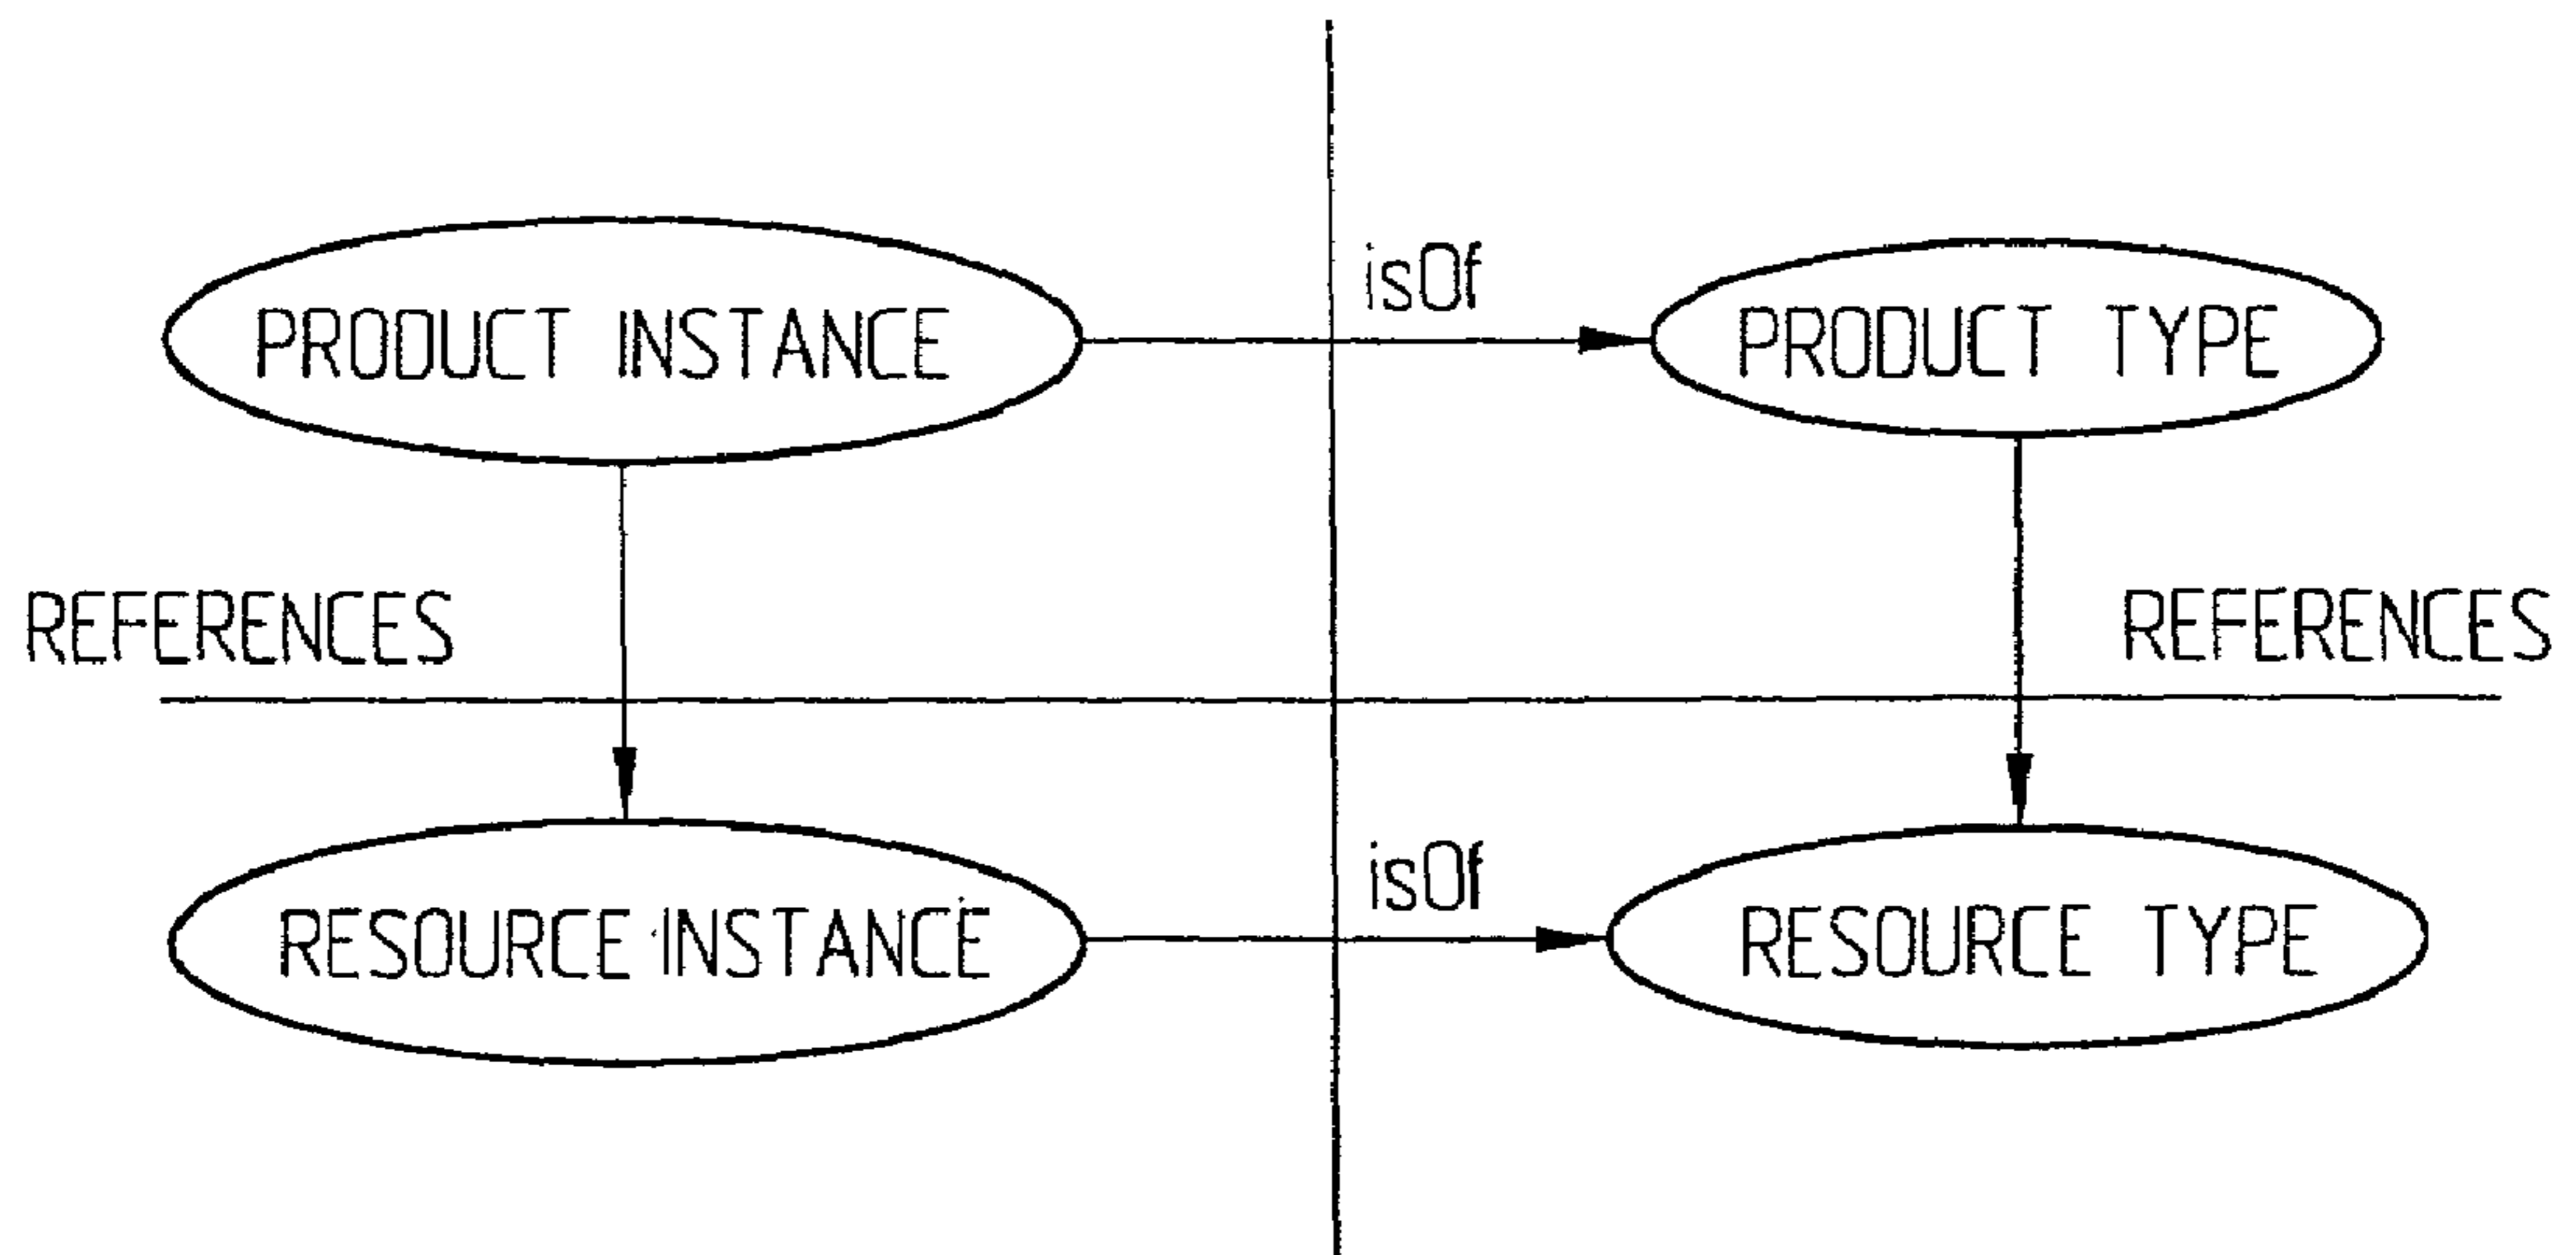 isOf
PRODUCT INSTANCE
PRODUCT TYPE
REFERENCES
REFERENCES
isOf
RESOURCE INSTANCE
RESOURCE TYPE